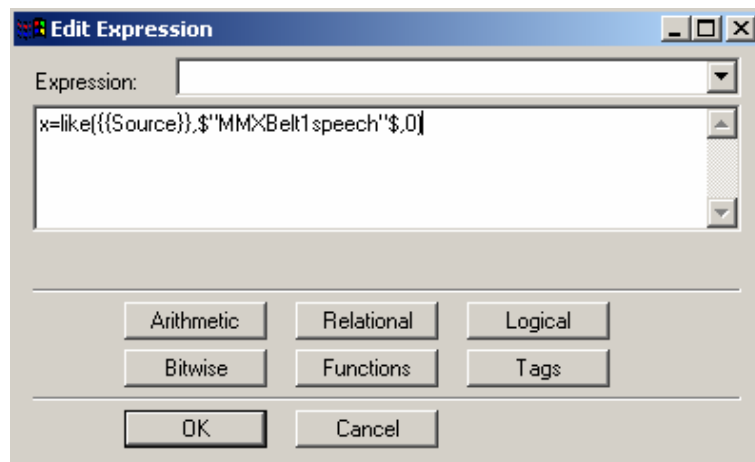 Edit Expression
Expression:
x=like({{Source}},$"MMXBelt1speech"$,0)
Arithmetic Relational Logical
Bitwise Functions Tags
OK Cancel